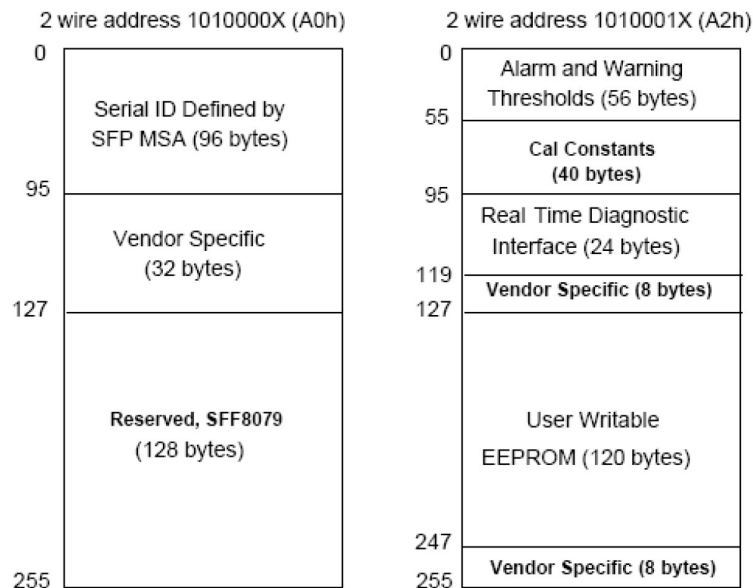 2 wire address 1010000X (A0h)
0
Serial ID Defined by
SFP MSA (96 bytes)
95
Vendor Specific
(32 bytes)
127
Reserved, SFF8079
(128 bytes)
255
2 wire address 1010001X (A2h)
0
Alarm and Warning
Thresholds (56 bytes)
55
Cal Constants
(40 bytes)
95
Real Time Diagnostic
Interface (24 bytes)
119
Vendor Specific (8 bytes)
127
User Writable
EEPROM (120 bytes)
247
Vendor Specific (8 bytes)
255